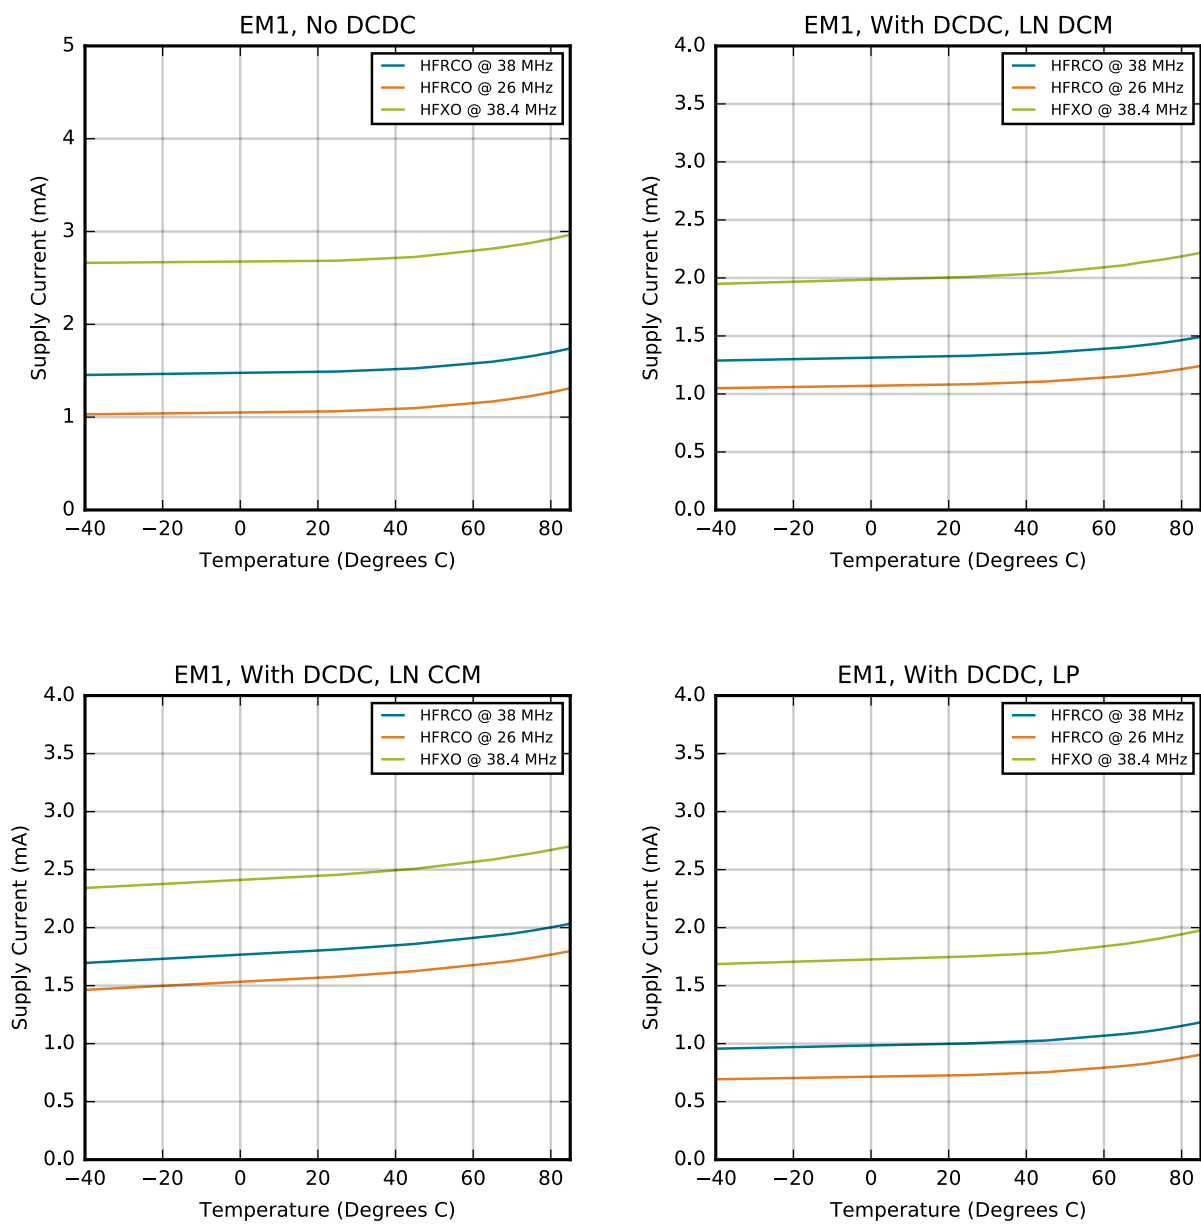 EM1, No DCDC
HFRCO @ 38 MHz
HFRCO @ 26 MHz
HFXO @ 38.4 MHz
5
4
3
2
1
0
Supply Current (mA)
−40 −20 0 20 40 60 80
Temperature (Degrees C)
EM1, With DCDC, LN DCM
HFRCO @ 38 MHz
HFRCO @ 26 MHz
HFXO @ 38.4 MHz
4.0
3.5
3.0
2.5
2.0
1.5
1.0
0.5
0.0
Supply Current (mA)
−40 −20 0 20 40 60 80
Temperature (Degrees C)
EM1, With DCDC, LN CCM
HFRCO @ 38 MHz
HFRCO @ 26 MHz
HFXO @ 38.4 MHz
4.0
3.5
3.0
2.5
2.0
1.5
1.0
0.5
0.0
Supply Current (mA)
−40 −20 0 20 40 60 80
Temperature (Degrees C)
EM1, With DCDC, LP
HFRCO @ 38 MHz
HFRCO @ 26 MHz
HFXO @ 38.4 MHz
4.0
3.5
3.0
2.5
2.0
1.5
1.0
0.5
0.0
Supply Current (mA)
−40 −20 0 20 40 60 80
Temperature (Degrees C)